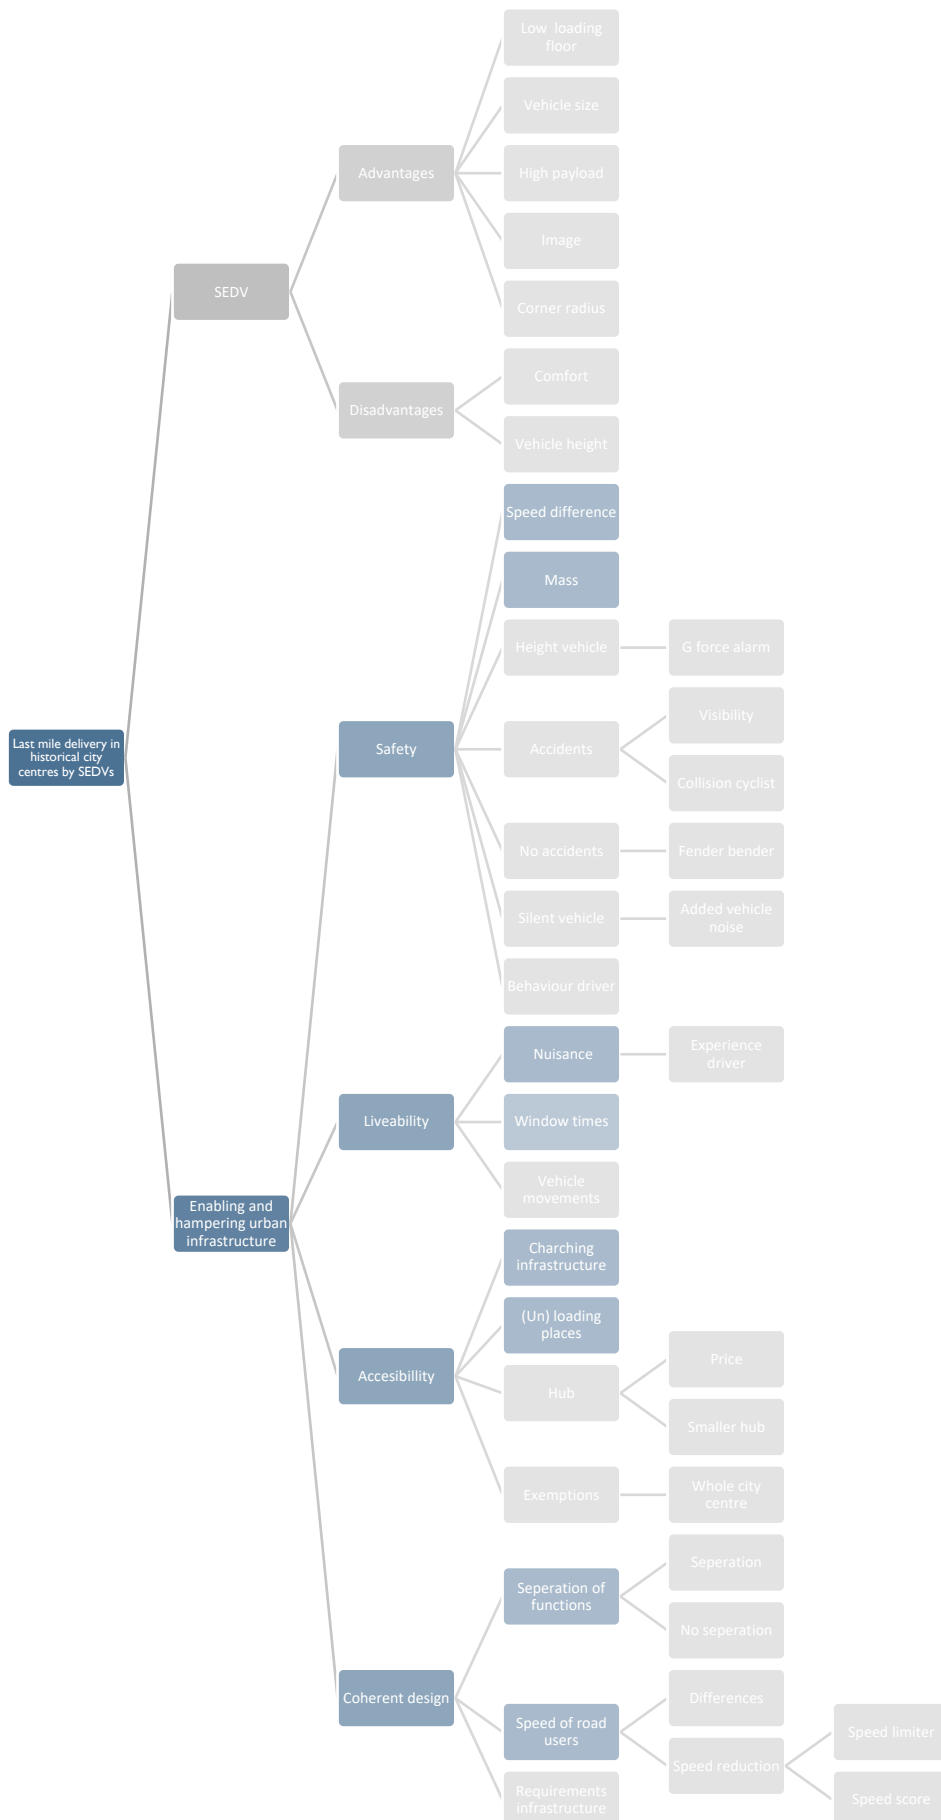 Low loading
floor
Vehicle size
Advantages
High payload
Image
SEDV
Corner radius
Comfort
Disadvantages
Vehicle height
Speed difference
Mass
Height vehicle
G force alarm
Visibility
Last mile delivery in
historical city
centres by SEDVs
Safety
Accidents
Collision cyclist
No accidents
Fender bender
Silent vehicle
Added vehicle
noise
Behaviour driver
Nuisance
Experience
driver
Liveability
Window times
Vehicle
movements
Enabling and
hampering urban
infrastructure
Charching
infrastructure
(Un) loading
places
Accesibillity
Price
Hub
Smaller hub
Exemptions
Whole city
centre
Seperation of
functions
Seperation
No seperation
Coherent design
Differences
Speed of road
users
Speed reduction
Speed limiter
Requirements
infrastructure
Speed score